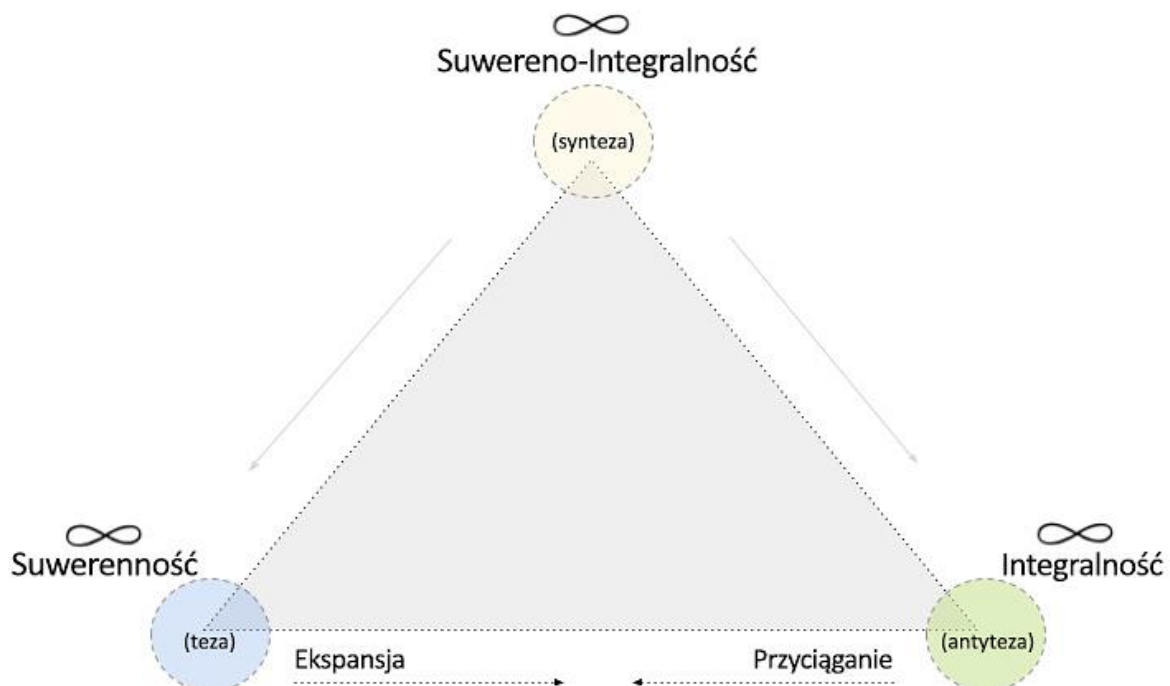 Suwereno-Integralność
(synteza)
Suwerenność
Integralność
(teza)
(antyteza)
Ekspansja
Przyciąganie